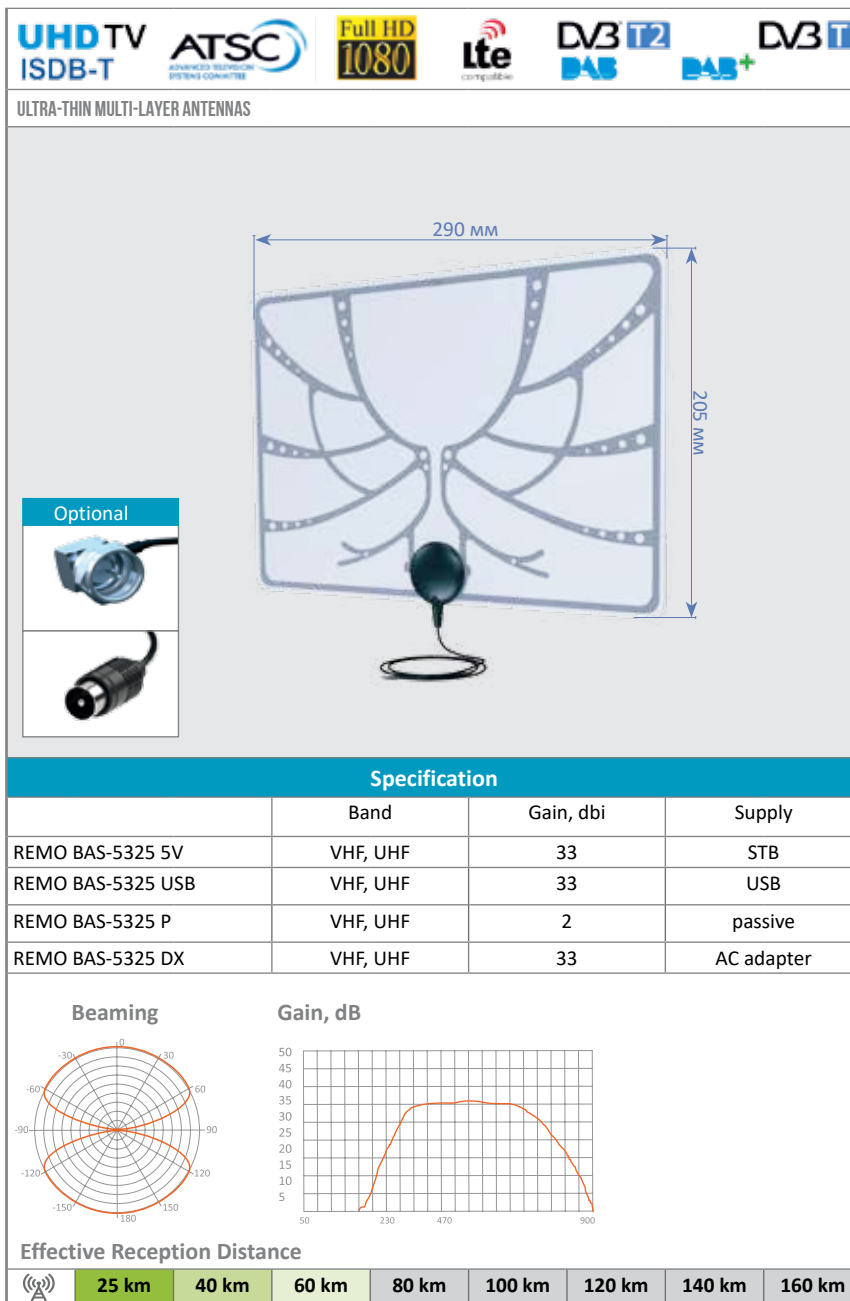 UHD TV
ISDB-T
ATSC
ADVANCED TELEVISION
SYSTEMS COMMITTEE
Full HD
1080
lte
compatible
DVB T2
DAB
DAB+
DVB T
ULTRA-THIN MULTI-LAYER ANTENNAS
290 мм
205 мм
Optional
Specification
Band Gain, dbi Supply
REMO BAS-5325 5V VHF, UHF 33 STB
REMO BAS-5325 USB VHF, UHF 33 USB
REMO BAS-5325 P VHF, UHF 2 passive
REMO BAS-5325 DX VHF, UHF 33 AC adapter
Beaming
0
-30 30
-60 60
-90 90
-120 120
-150 150
180
Gain, dB
50
45
40
35
30
25
20
15
10
5
50 230 470 900
Effective Reception Distance
25 km 40 km 60 km 80 km 100 km 120 km 140 km 160 km